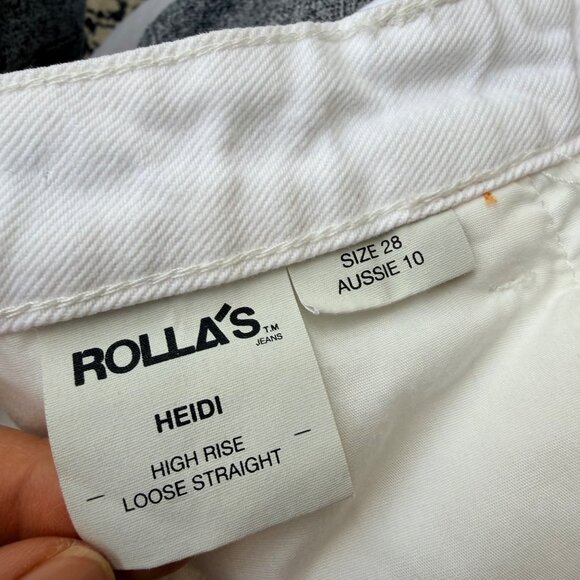 ROLLA'S T.M
JEANS
HEIDI
HIGH RISE
LOOSE STRAIGHT
SIZE 28
AUSSIE 10